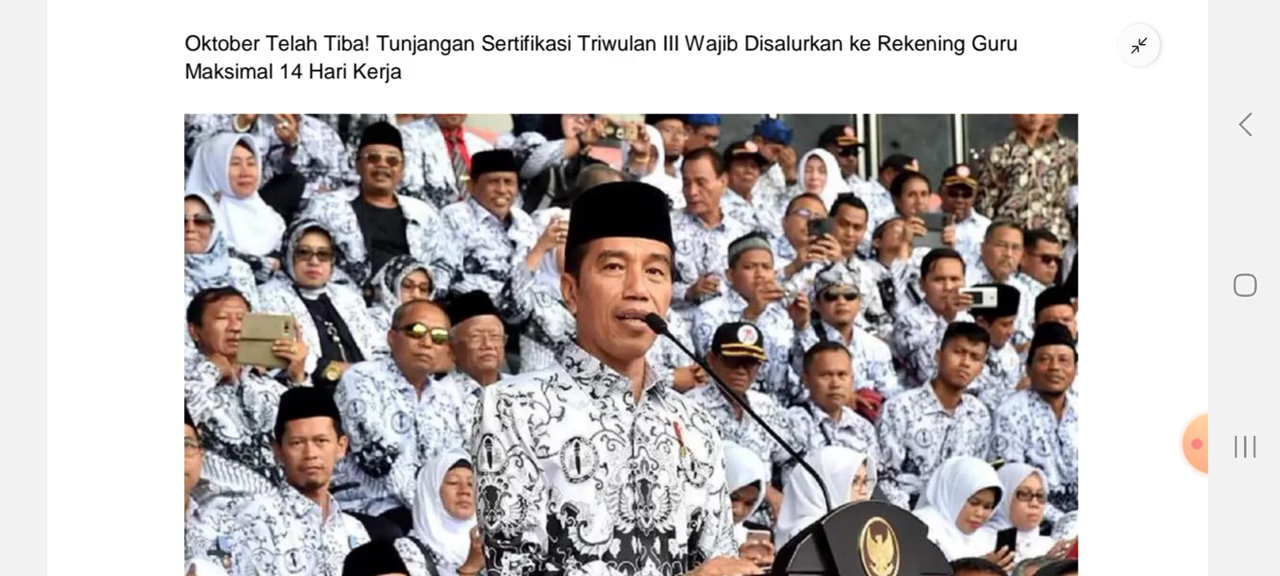 Oktober Telah Tiba! Tunjangan Sertifikasi Triwulan III Wajib Disalurkan ke Rekening Guru
Maksimal 14 Hari Kerja